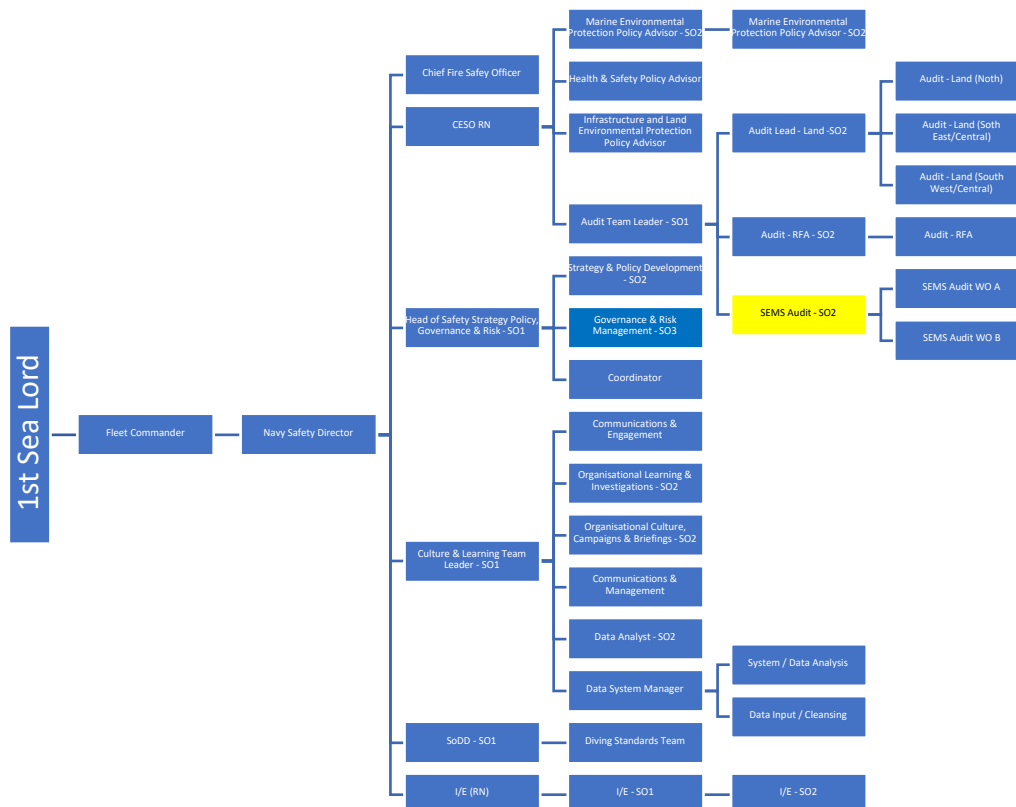 1st Sea Lord
Fleet Commander
Navy Safety Director
Chief Fire Safey Officer
CESO RN
Marine Environmental
Protection Policy Advisor - SO2
Marine Environmental
Protection Policy Advisor - SO2
Health & Safety Policy Advisor
Infrastructure and Land
Environmental Protection
Policy Advisor
Audit Team Leader - SO1
Audit Lead - Land -SO2
Audit - Land (Noth)
Audit - Land (Soth
East/Central)
Audit - Land (South
West/Central)
Audit - RFA - SO2
Audit - RFA
SEMS Audit - SO2
SEMS Audit WO A
SEMS Audit WO B
Head of Safety Strategy Policy,
Governance & Risk - SO1
Strategy & Policy Development
- SO2
Governance & Risk
Management - SO3
Coordinator
Culture & Learning Team
Leader - SO1
Communications &
Engagement
Organisational Learning &
Investigations - SO2
Organisational Culture,
Campaigns & Briefings - SO2
Communications &
Management
Data Analyst - SO2
Data System Manager
System / Data Analysis
Data Input / Cleansing
SoDD - SO1
Diving Standards Team
I/E (RN)
I/E - SO1
I/E - SO2